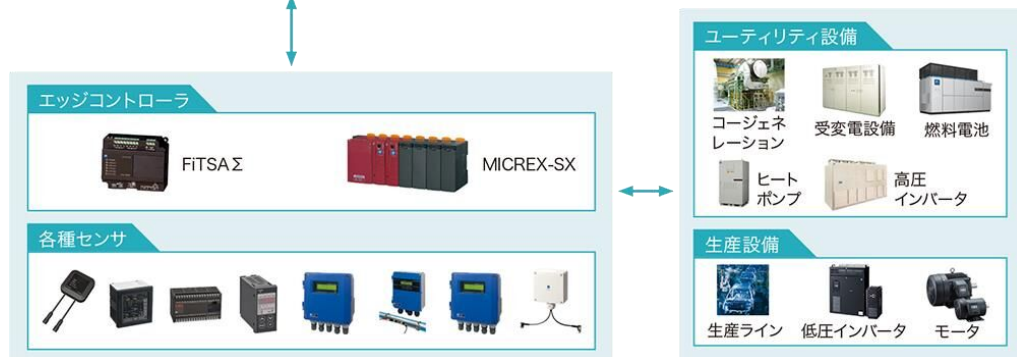 エッジコントローラ
FiTSAΣ
MICREX-SX
各種センサ
ユーティリティ設備
コージェネ
レーション
受変電設備
燃料電池
ヒート
ポンプ
高圧
インバータ
生産設備
生産ライン
低圧インバータ
モータ